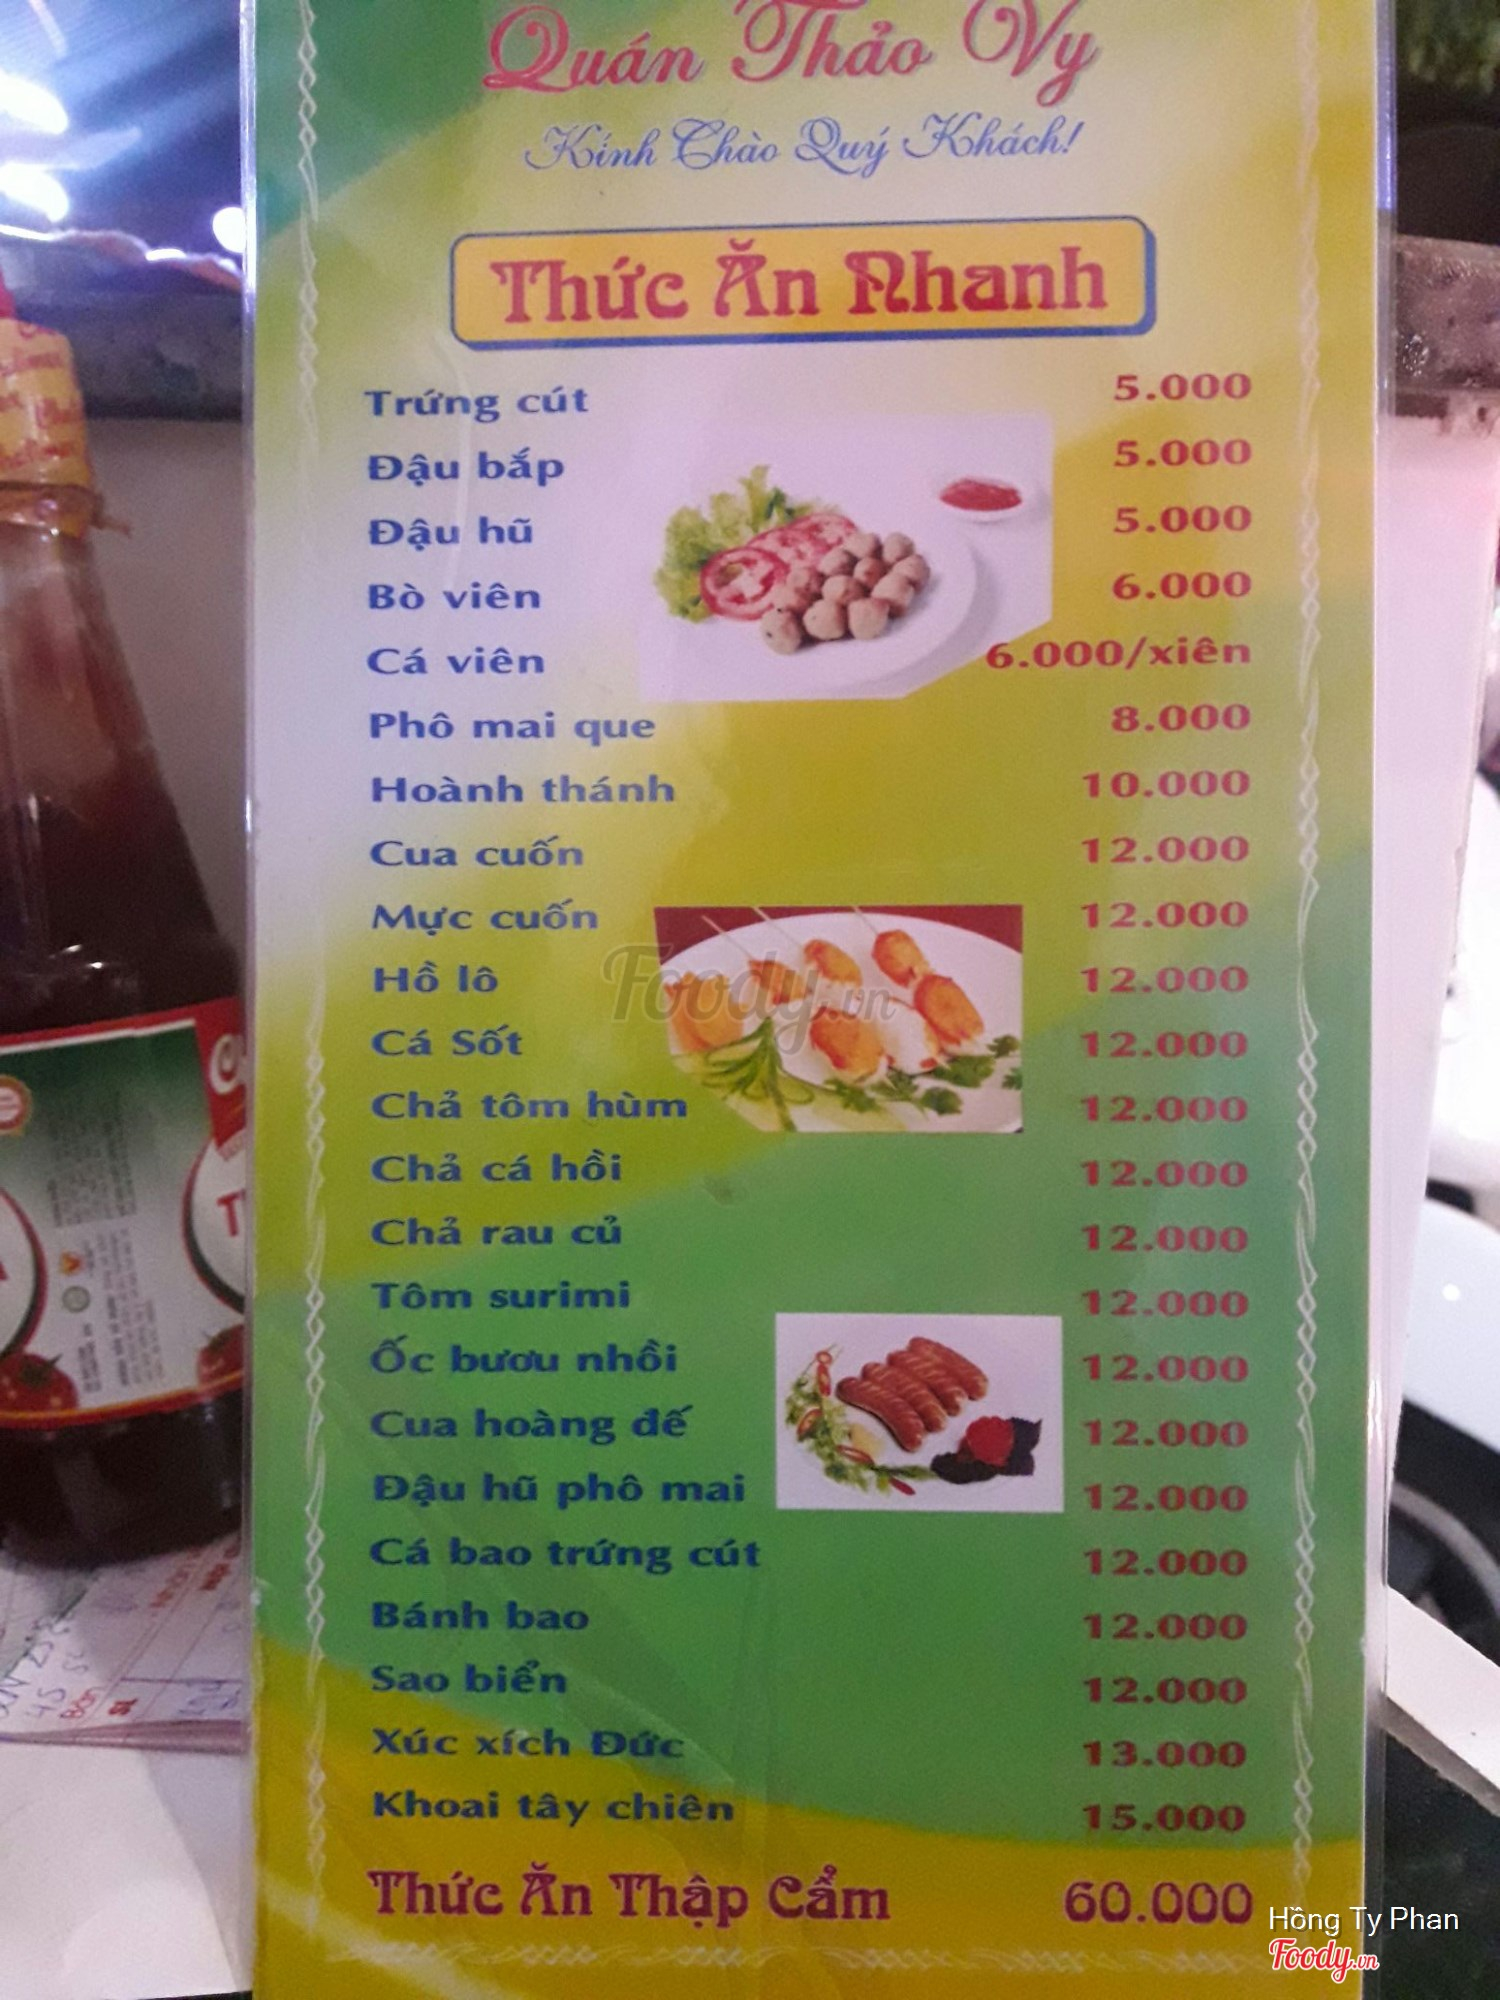 Quán Thảo Vy
Kính Chào Quý Khách!
Thức Ăn Nhanh
Trứng cút 5.000
Đậu bắp 5.000
Đậu hũ 5.000
Bò viên 6.000
Cá viên 6.000/xiên
Phô mai que 8.000
Hoành thánh 10.000
Cua cuốn 12.000
Mực cuốn 12.000
Hồ lô 12.000
Cá Sốt 12.000
Chả tôm hùm 12.000
Chả cá hồi 12.000
Chả rau củ 12.000
Tôm surimi 12.000
Ốc bươu nhồi 12.000
Cua hoàng đế 12.000
Đậu hũ phô mai 12.000
Cá bao trứng cút 12.000
Bánh bao 12.000
Sao biển 12.000
Xúc xích Đức 13.000
Khoai tây chiên 15.000
Thức Ăn Thập Cẩm 60.000
Foody.vn
Hồng Ty Phan
Foody.vn